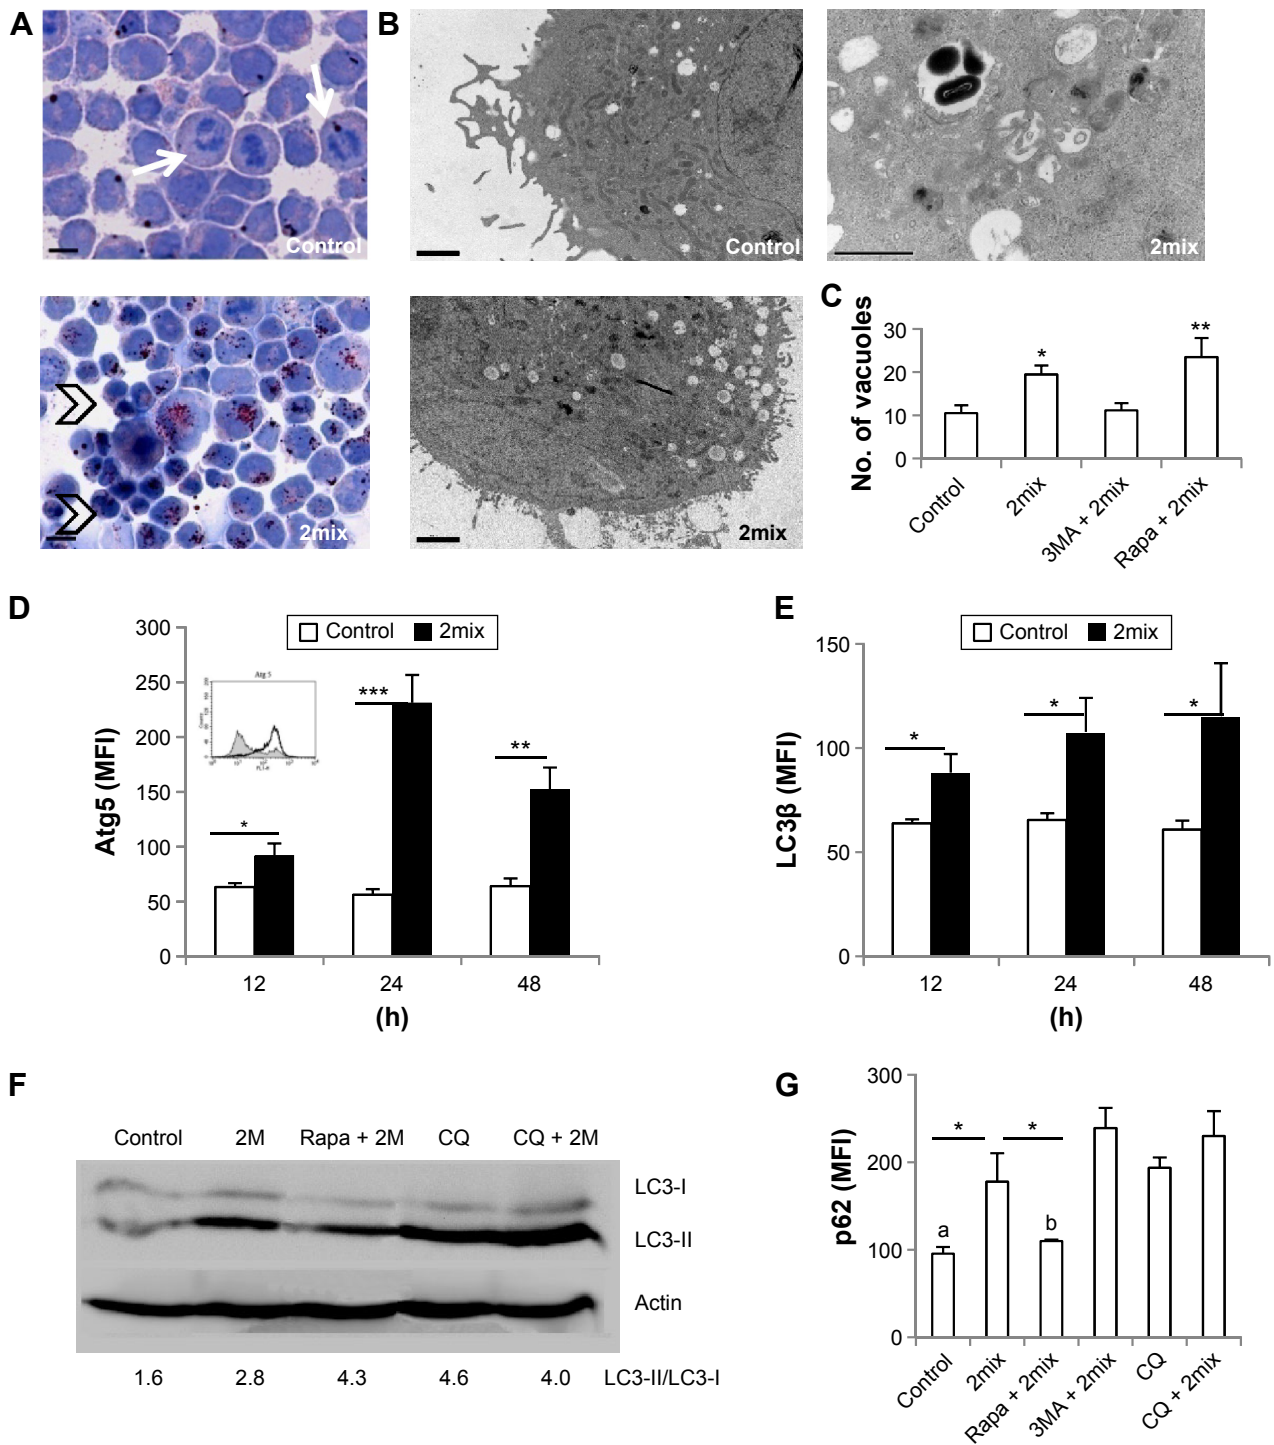 A
B
Control
Control
2mix
2mix
2mix
C
No. of vacuoles
30
20
10
0
*
**
Control
2mix
3MA + 2mix
Rapa + 2mix
D
Control
2mix
Atg5 (MFI)
300
250
200
150
100
50
0
Atg 5
*
***
**
12
24
48
(h)
E
Control
2mix
LC3β (MFI)
150
100
50
0
*
*
*
12
24
48
(h)
F
Control 2M Rapa + 2M CQ CQ + 2M
LC3-I
LC3-II
Actin
1.6 2.8 4.3 4.6 4.0 LC3-II/LC3-I
G
p62 (MFI)
300
200
100
0
*
*
a
b
Control
2mix
Rapa + 2mix
3MA + 2mix
CQ
CQ + 2mix